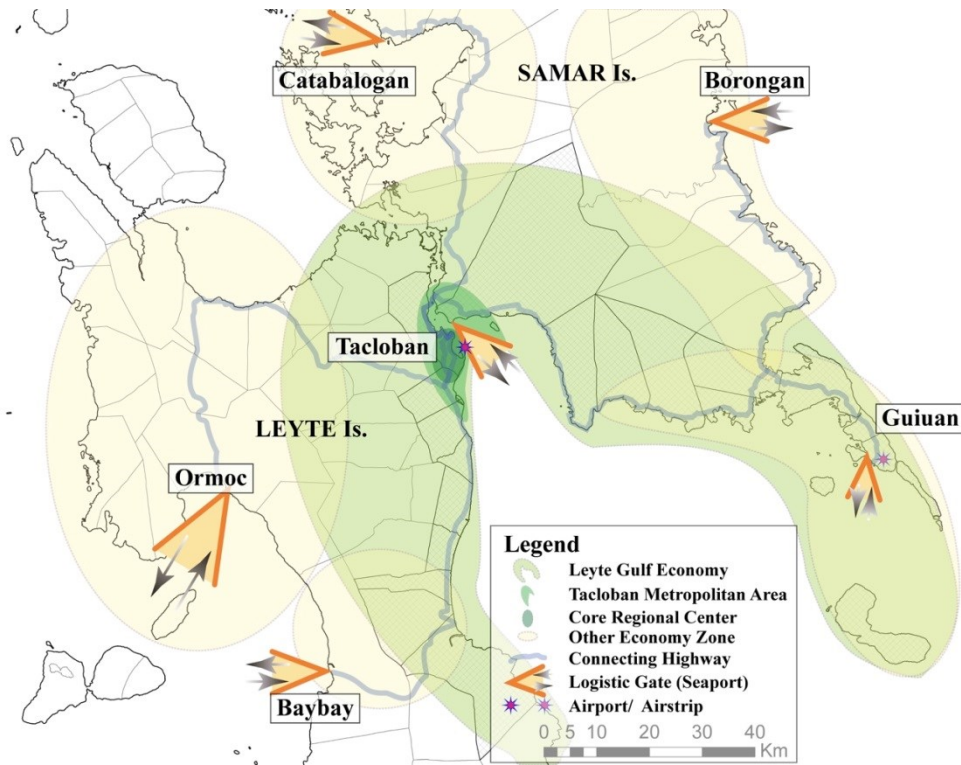 Catabalogan
SAMAR Is.
Borongan
Tacloban
LEYTE Is.
Guiuan
Ormoc
Baybay
Legend
Leyte Gulf Economy
Tacloban Metropolitan Area
Core Regional Center
Other Economy Zone
Connecting Highway
Logistic Gate (Seaport)
Airport/ Airstrip
0 5 10 20 30 40
Km